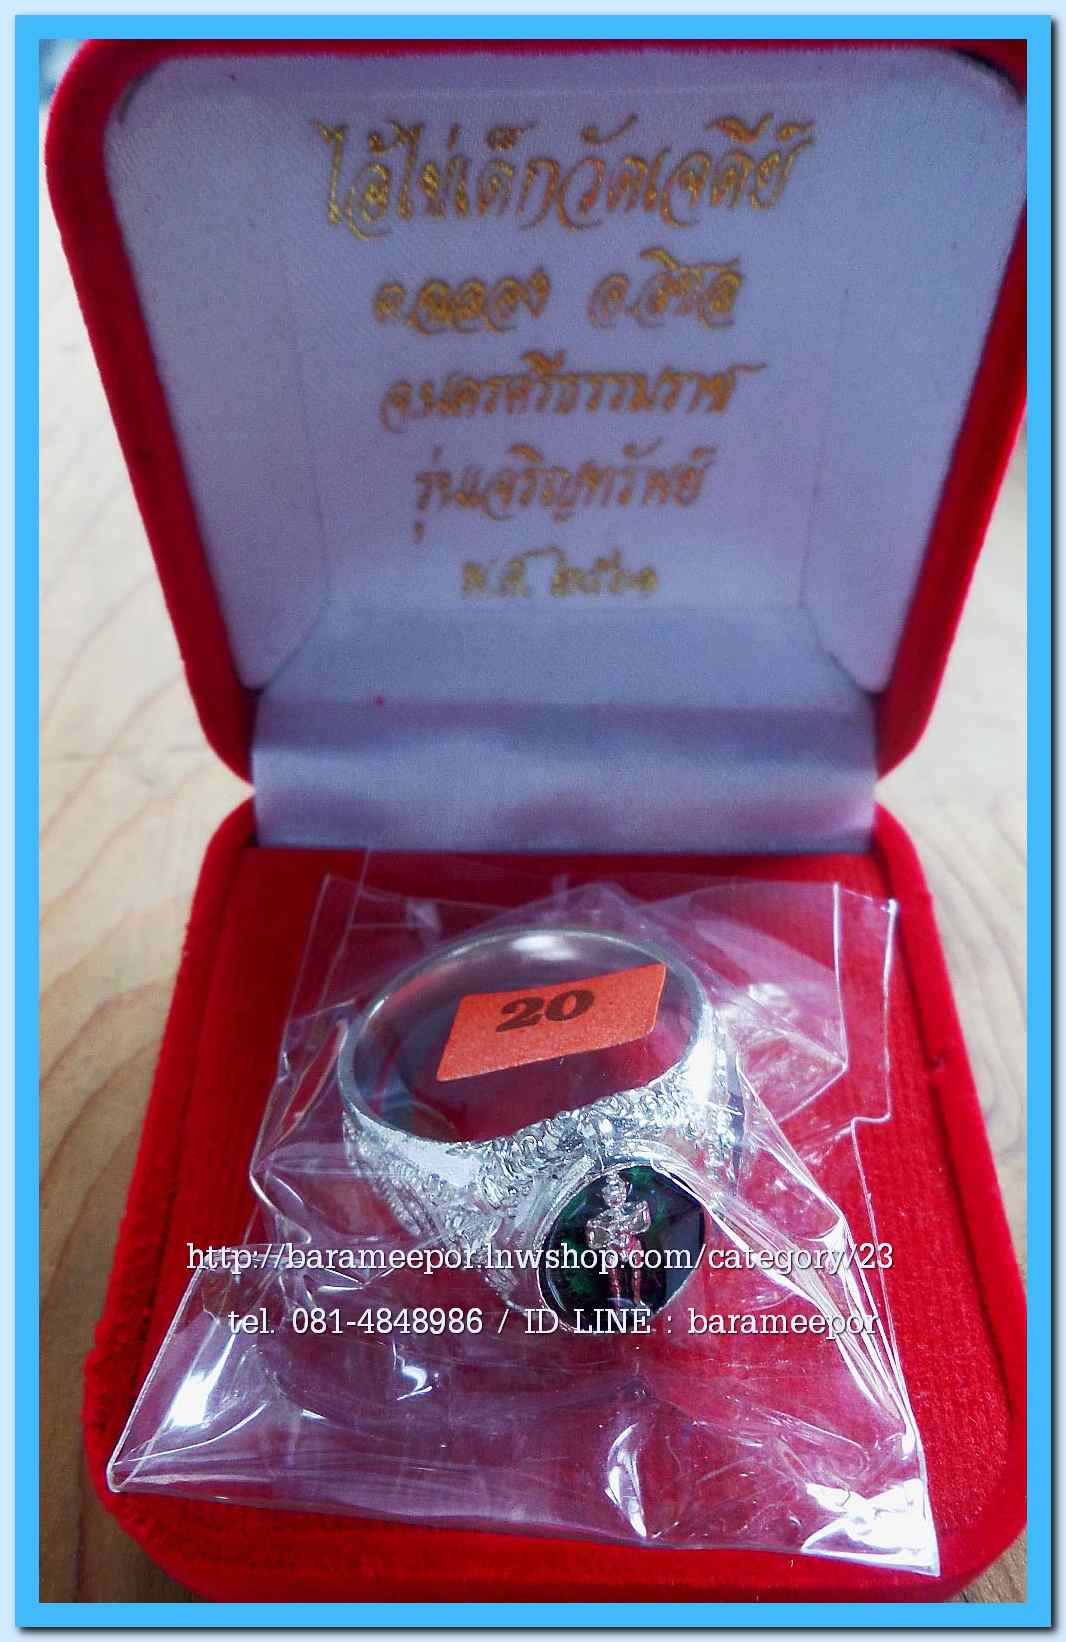 ไอ้ไข่เด็กวัดเจดีย์
ต.ฉลอง อ.สิชล
จ.นครศรีธรรมราช
รุ่นเจริญทรัพย์
พ.ศ. ๒๕๖๑
20
http://barameepor.lnwshop.com/category/23
tel. 081-4848986 / ID LINE : barameepor